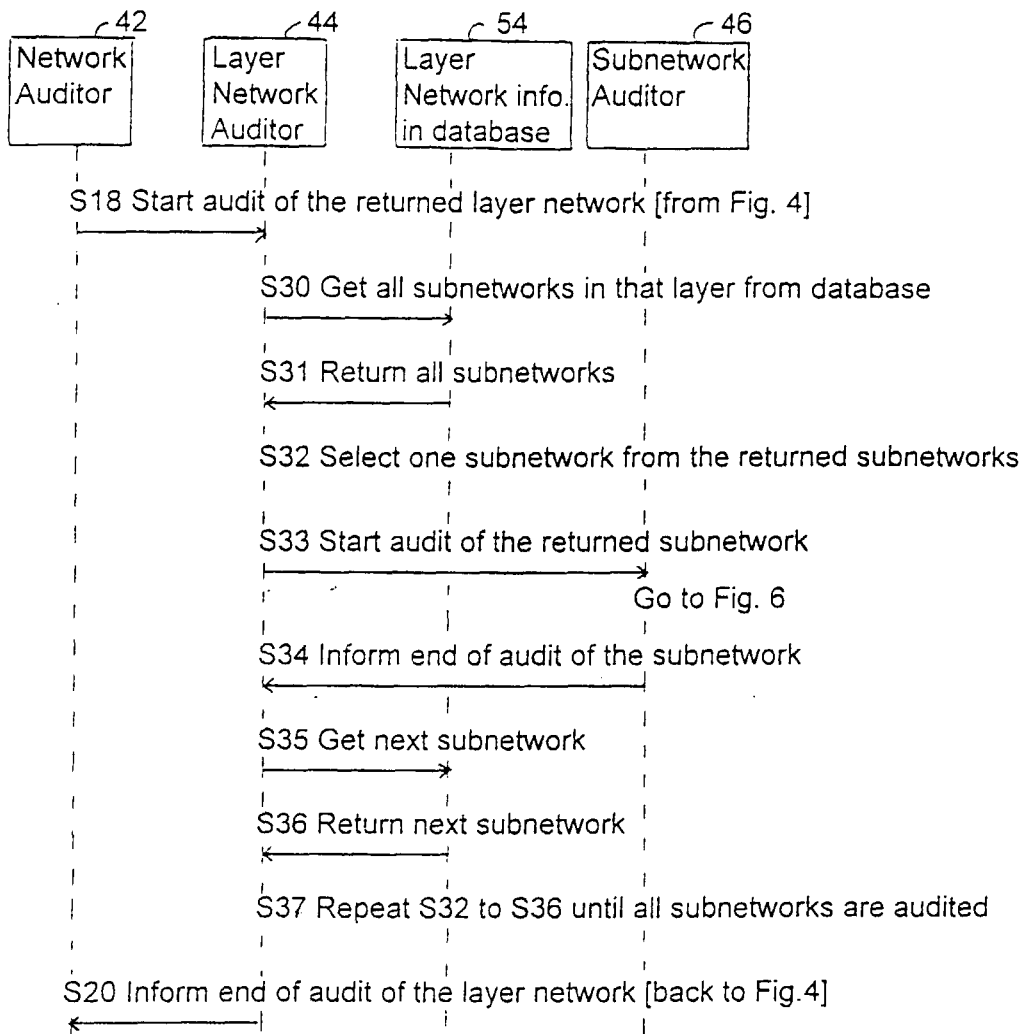 42
44
54
46
Network
Auditor
Layer
Network
Auditor
Layer
Network info.
in database
Subnetwork
Auditor
S18 Start audit of the returned layer network [from Fig. 4]
S30 Get all subnetworks in that layer from database
S31 Return all subnetworks
S32 Select one subnetwork from the returned subnetworks
S33 Start audit of the returned subnetwork
Go to Fig. 6
S34 Inform end of audit of the subnetwork
S35 Get next subnetwork
S36 Return next subnetwork
S37 Repeat S32 to S36 until all subnetworks are audited
S20 Inform end of audit of the layer network [back to Fig.4]